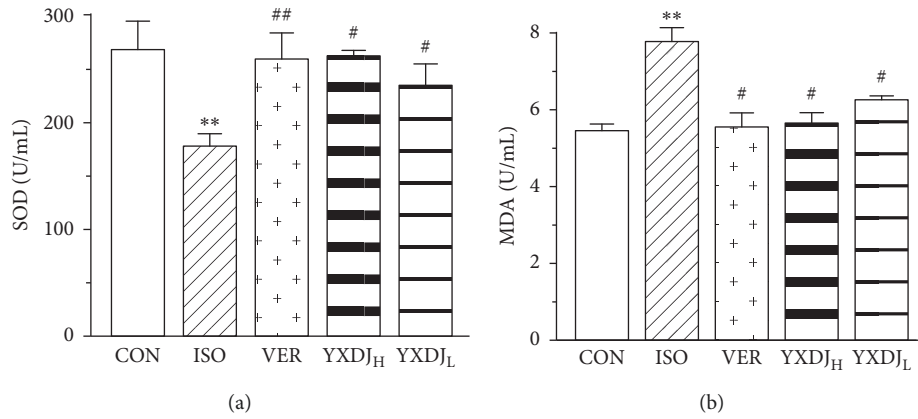 300
##
#
#
**
200
100
0
SOD (U/mL)
CON ISO VER YXDJH YXDJL
(a)
**
8
#
#
#
6
4
2
0
MDA (U/mL)
CON ISO VER YXDJH YXDJL
(b)